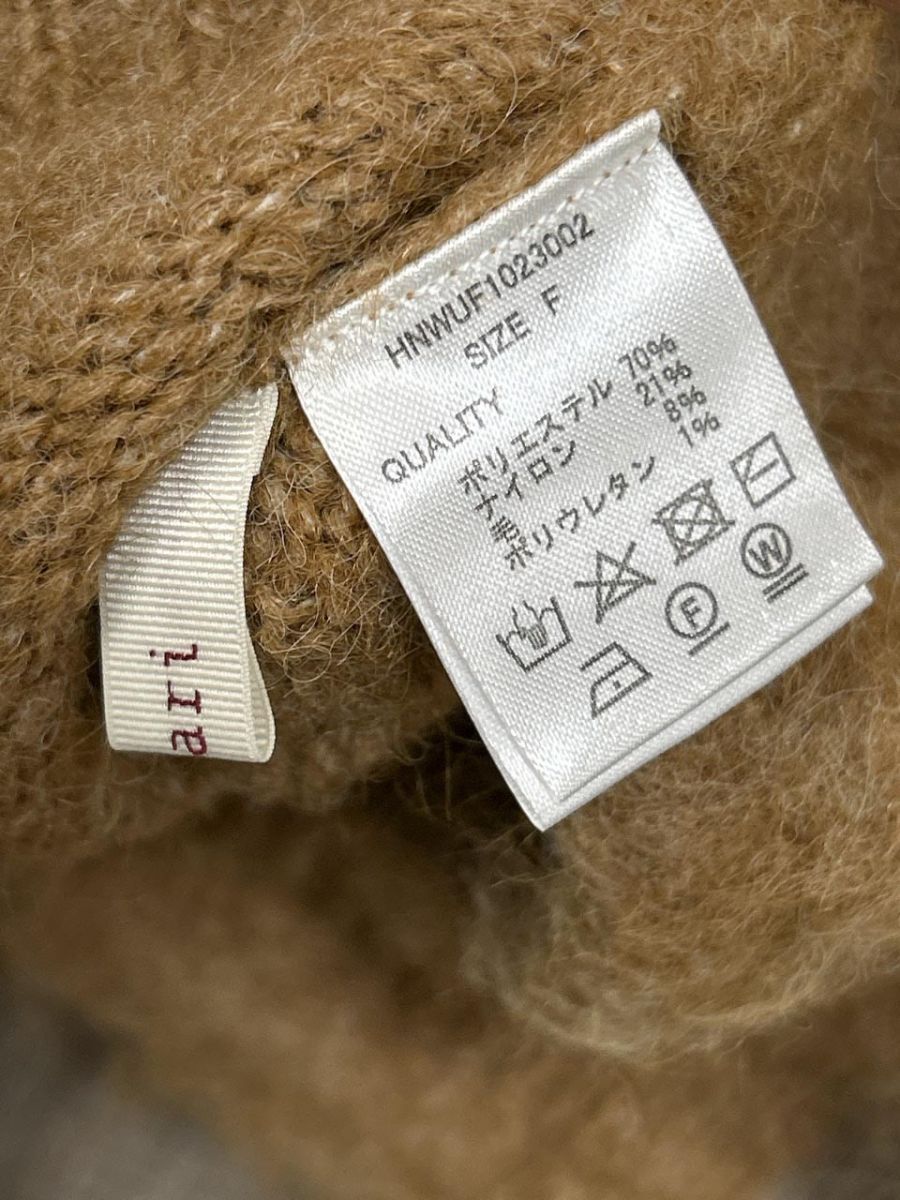 HNWUF1023002
SIZE F
QUALITY
ポリエステル 70%
ナイロン 21%
毛 8%
ポリウレタン 1%
F
W
ari